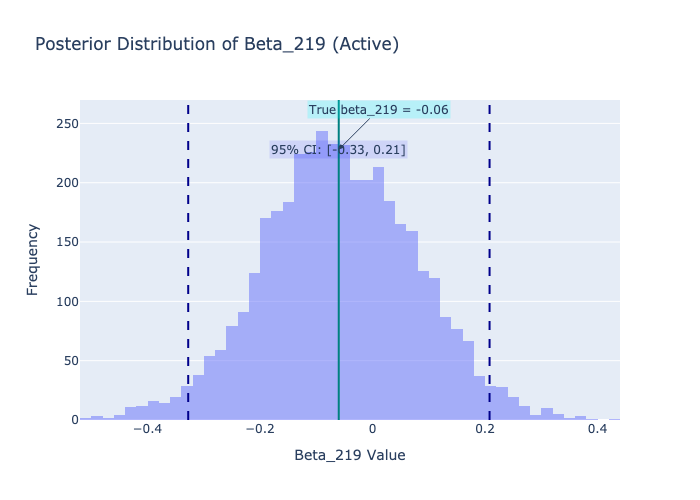 Posterior Distribution of Beta_219 (Active)
True beta_219 = -0.06
95% CI: [-0.33, 0.21]
250
200
150
100
50
0
Frequency
−0.4
−0.2
0
0.2
0.4
Beta_219 Value